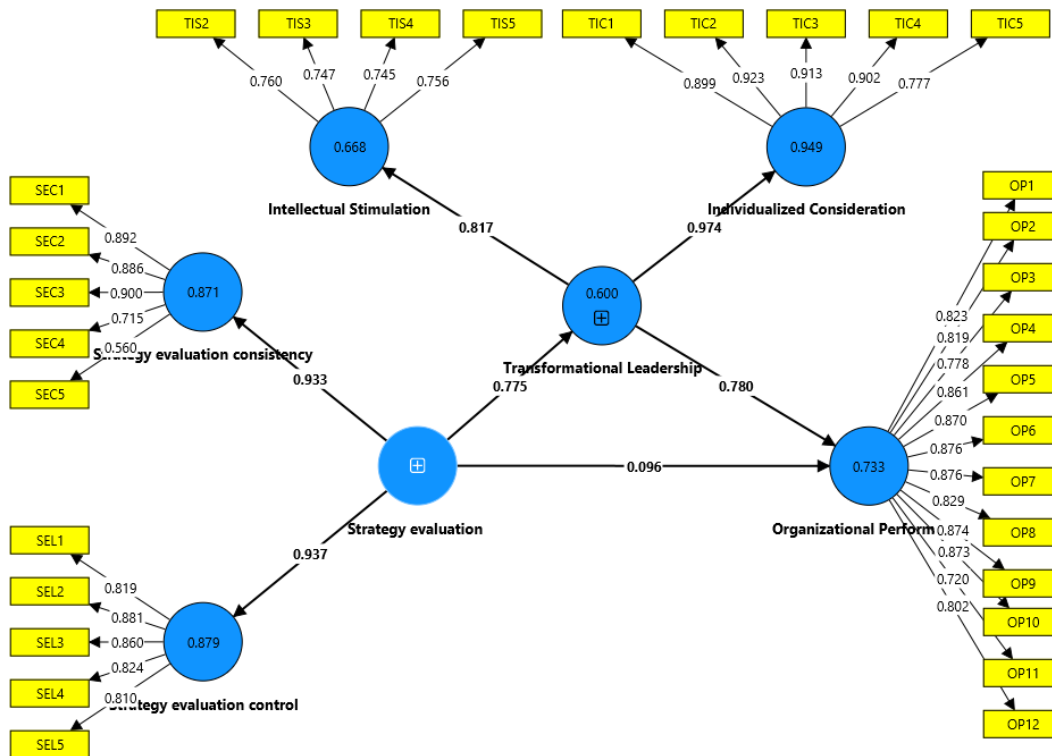 TIS2
TIS3
TIS4
TIS5
TIC1
TIC2
TIC3
TIC4
TIC5
0.760
0.747
0.745
0.756
0.899
0.923
0.913
0.902
0.777
0.668
0.949
Intellectual Stimulation
Individualized Consideration
SEC1
SEC2
SEC3
SEC4
SEC5
0.892
0.886
0.900
0.715
0.560
0.871
Strategy evaluation consistency
0.817
0.974
0.600
Transformational Leadership
0.933
0.775
0.780
0.096
Strategy evaluation
0.937
OP1
OP2
OP3
OP4
OP5
OP6
OP7
OP8
OP9
OP10
OP11
OP12
0.823
0.819
0.778
0.861
0.870
0.876
0.876
0.829
0.874
0.873
0.720
0.802
0.733
Organizational Perform
SEL1
SEL2
SEL3
SEL4
SEL5
0.819
0.881
0.860
0.824
0.810
0.879
Strategy evaluation control